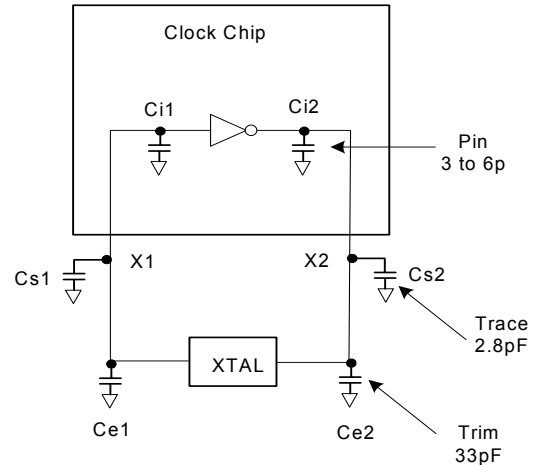 Clock Chip
Ci1
Ci2
Pin
3 to 6p
X1
X2
Cs1
Cs2
Trace
2.8pF
XTAL
Ce1
Ce2
Trim
33pF